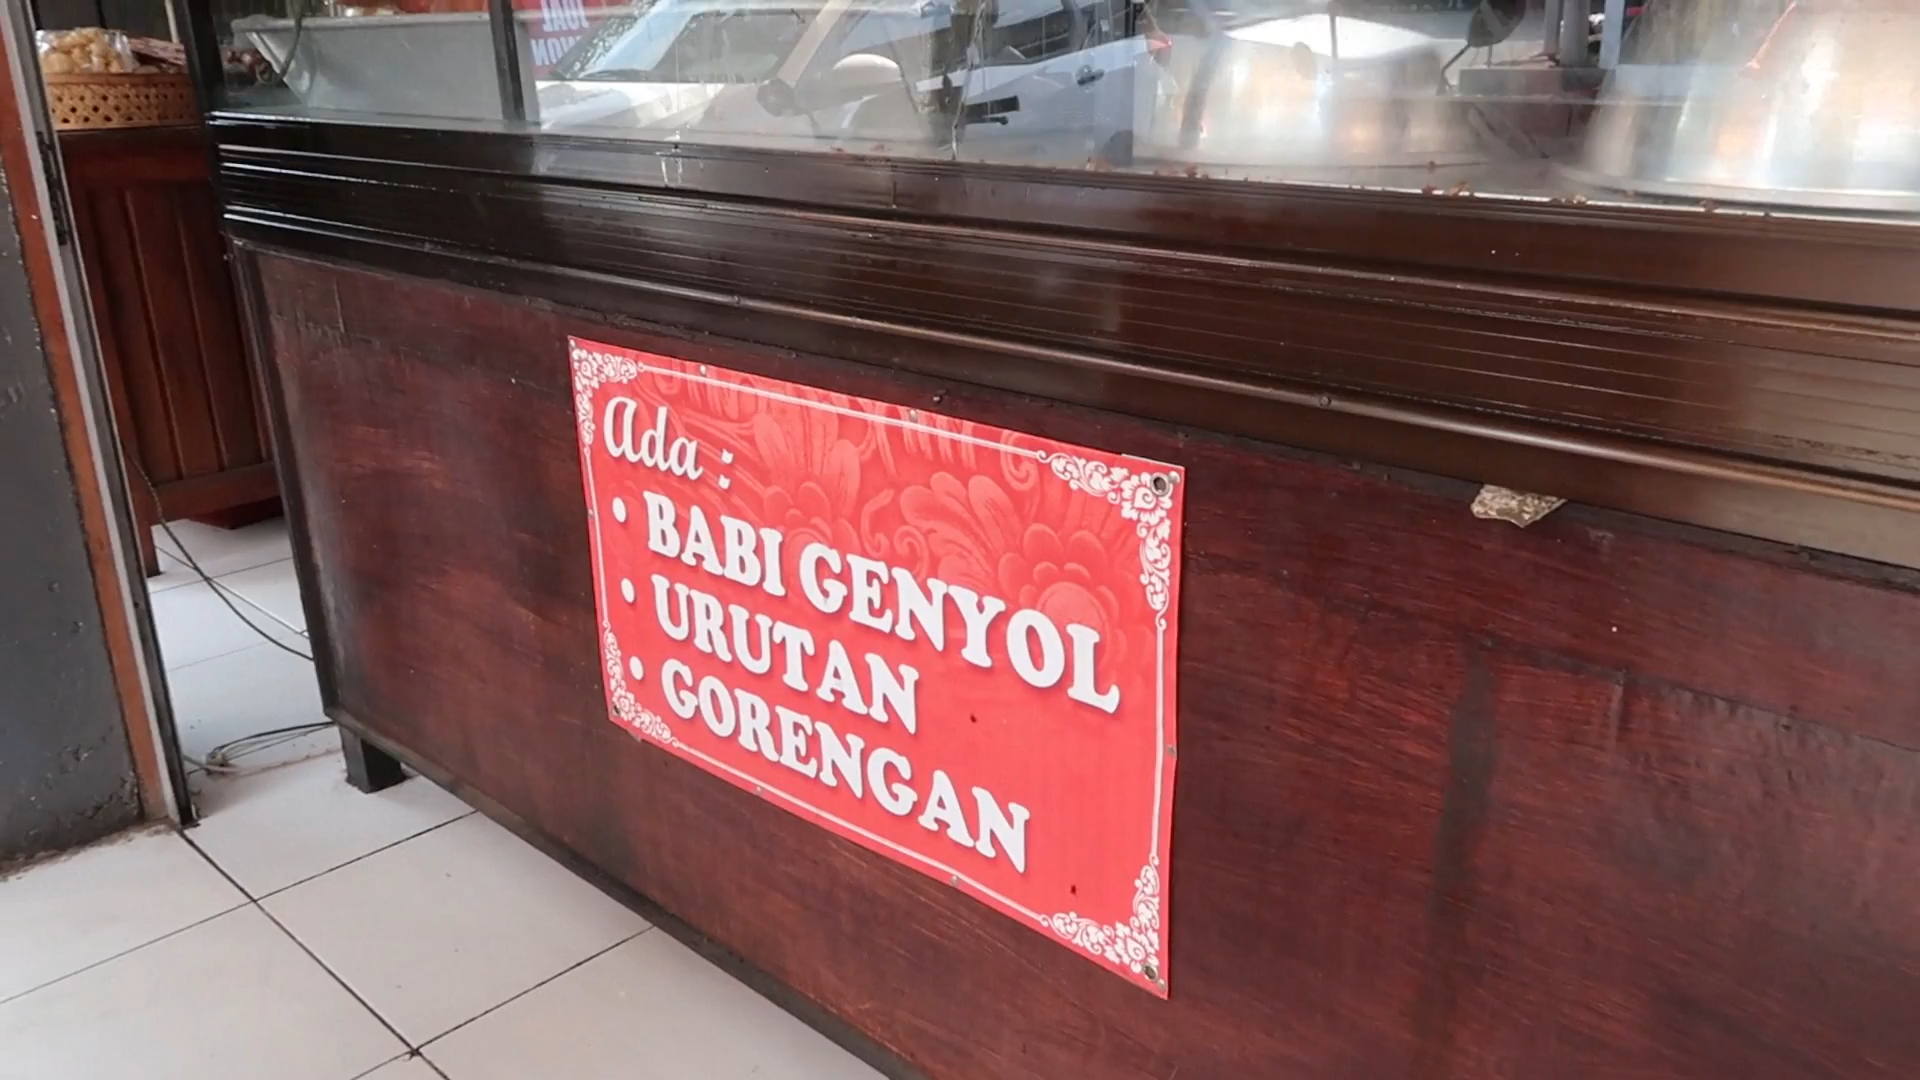 Ada :
• BABI GENYOL
• URUTAN
• GORENGAN